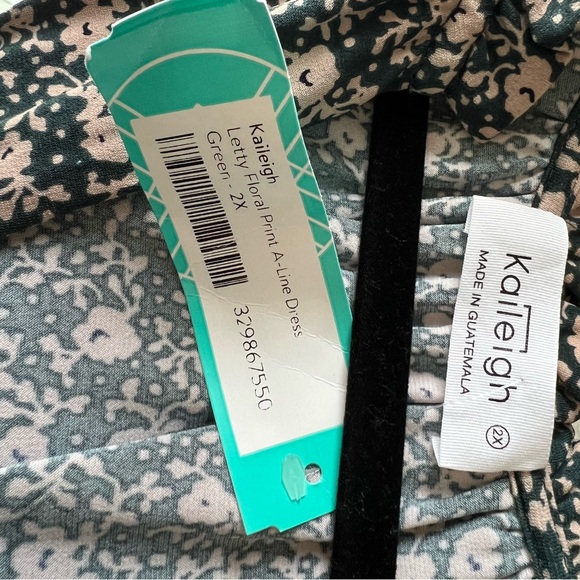 Kaileigh
Letty Floral Print A-Line Dress
Green - 2X
329867550
Kaileigh
MADE IN GUATEMALA
2X